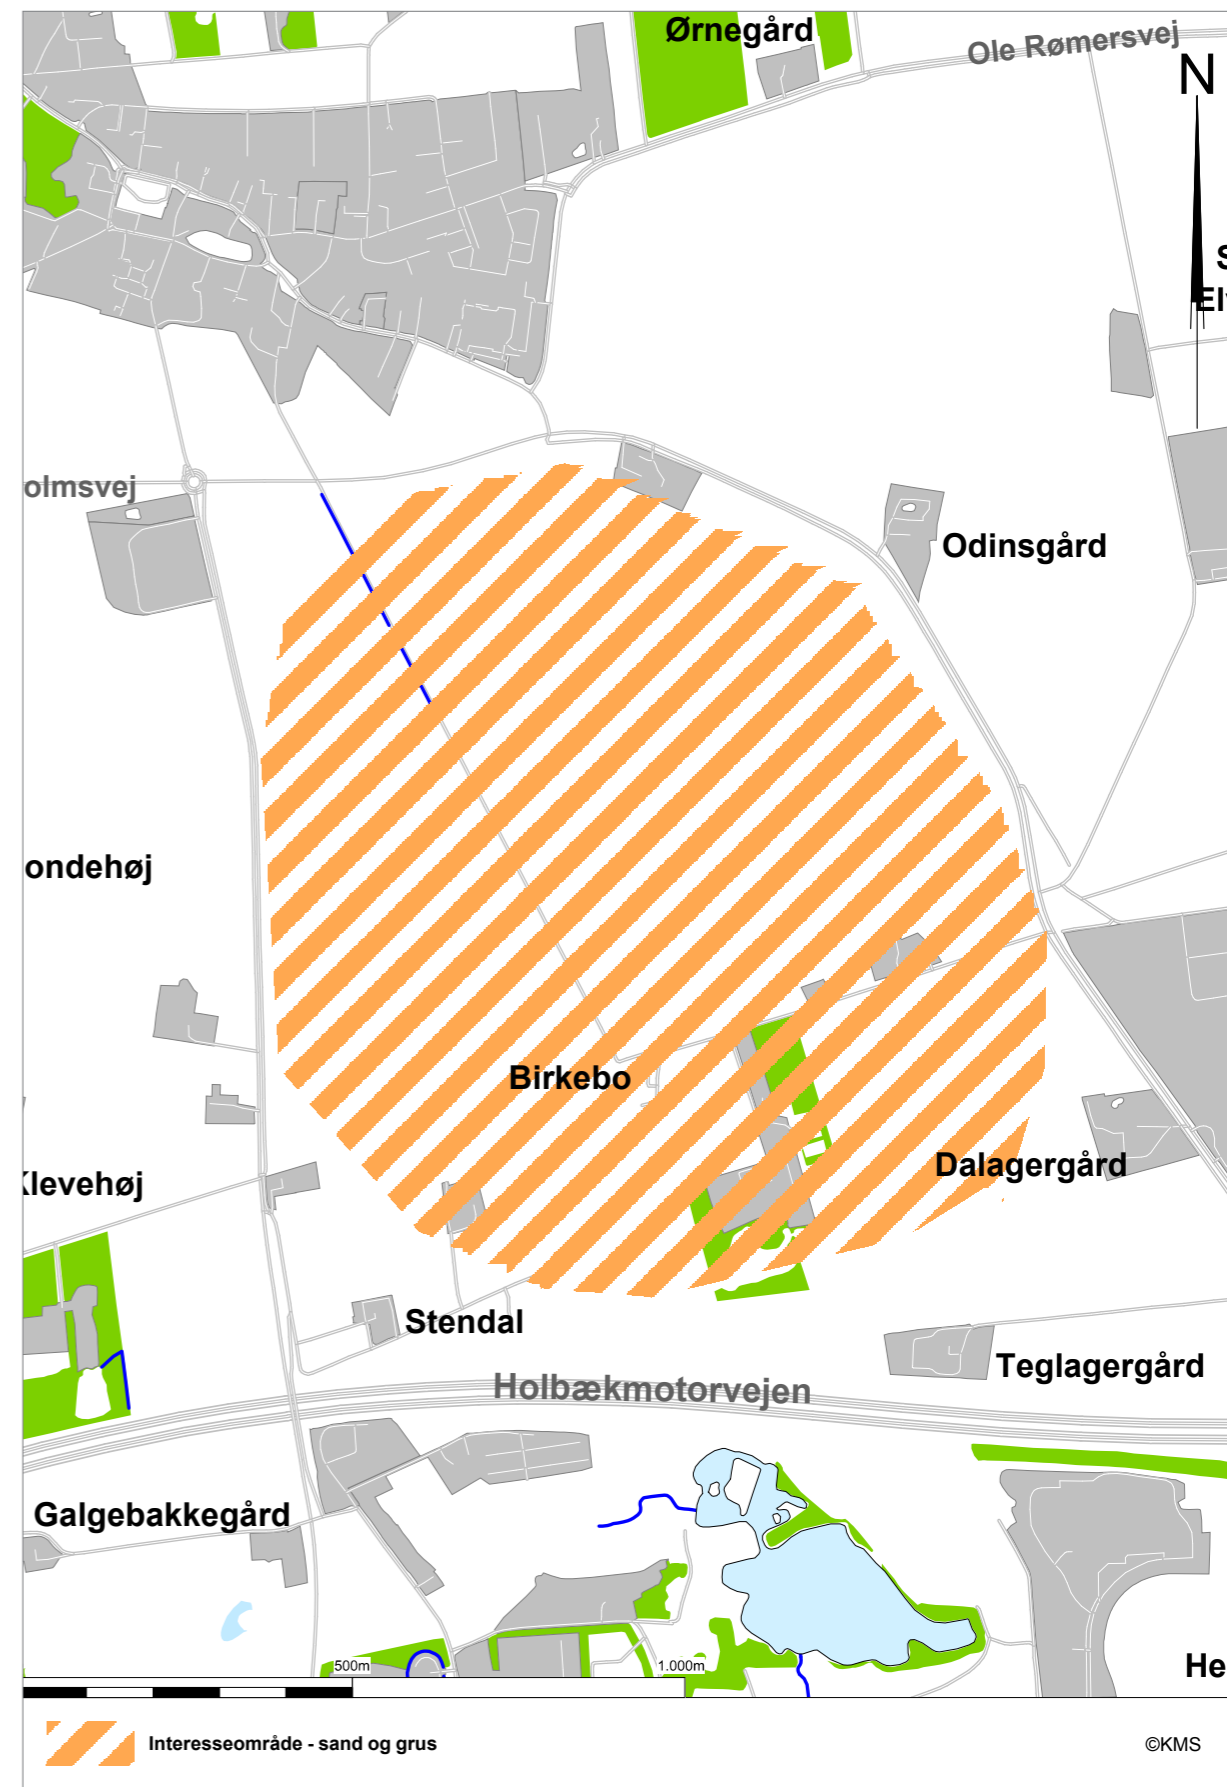 Ørnegård
Ole Rømersvej
N
S
El
olmsvej
Odinsgård
ondehøj
Birkebo
Dalagergård
levehøj
Stendal
Teglagergård
Holbækmotorvejen
Galgebakkegård
He
500m
1.000m
Interesseområde - sand og grus
©KMS